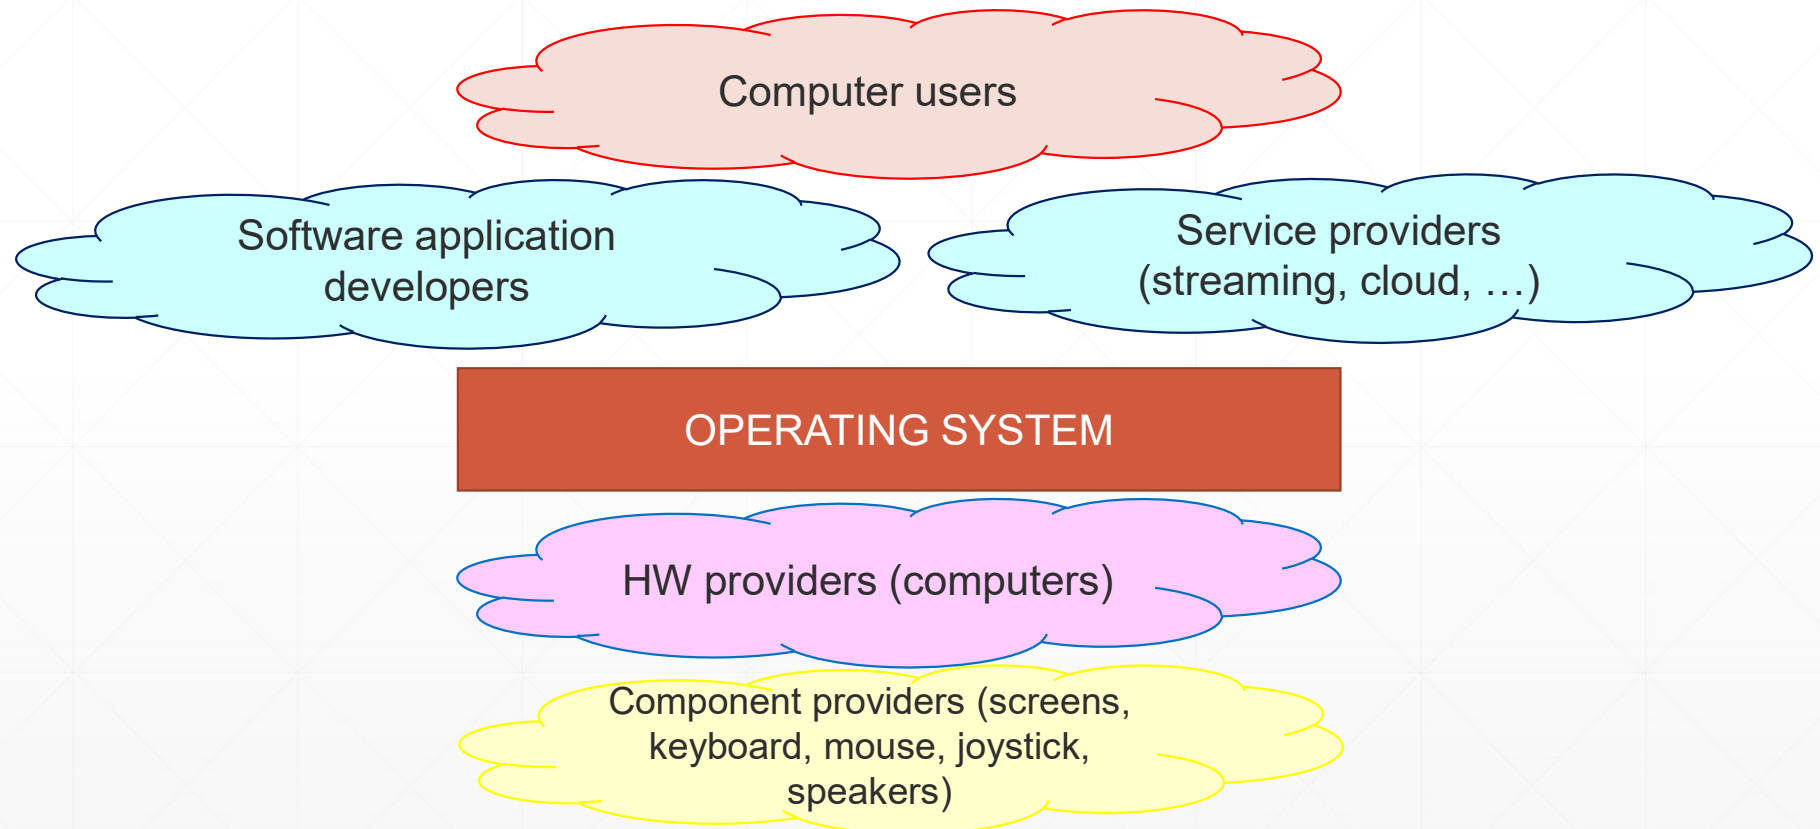 Computer users
Software application
developers
Service providers
(streaming, cloud, …)
OPERATING SYSTEM
HW providers (computers)
Component providers (screens,
keyboard, mouse, joystick,
speakers)